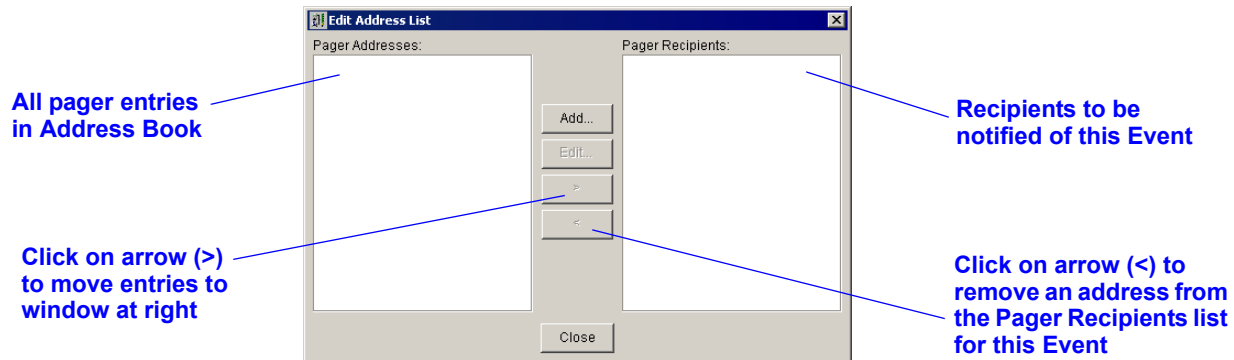 Edit Address List
Pager Addresses:
Pager Recipients:
All pager entries
in Address Book
Add...
Edit...
>
<
Recipients to be
notified of this Event
Click on arrow (>)
to move entries to
window at right
Click on arrow (<) to
remove an address from
the Pager Recipients list
for this Event
Close